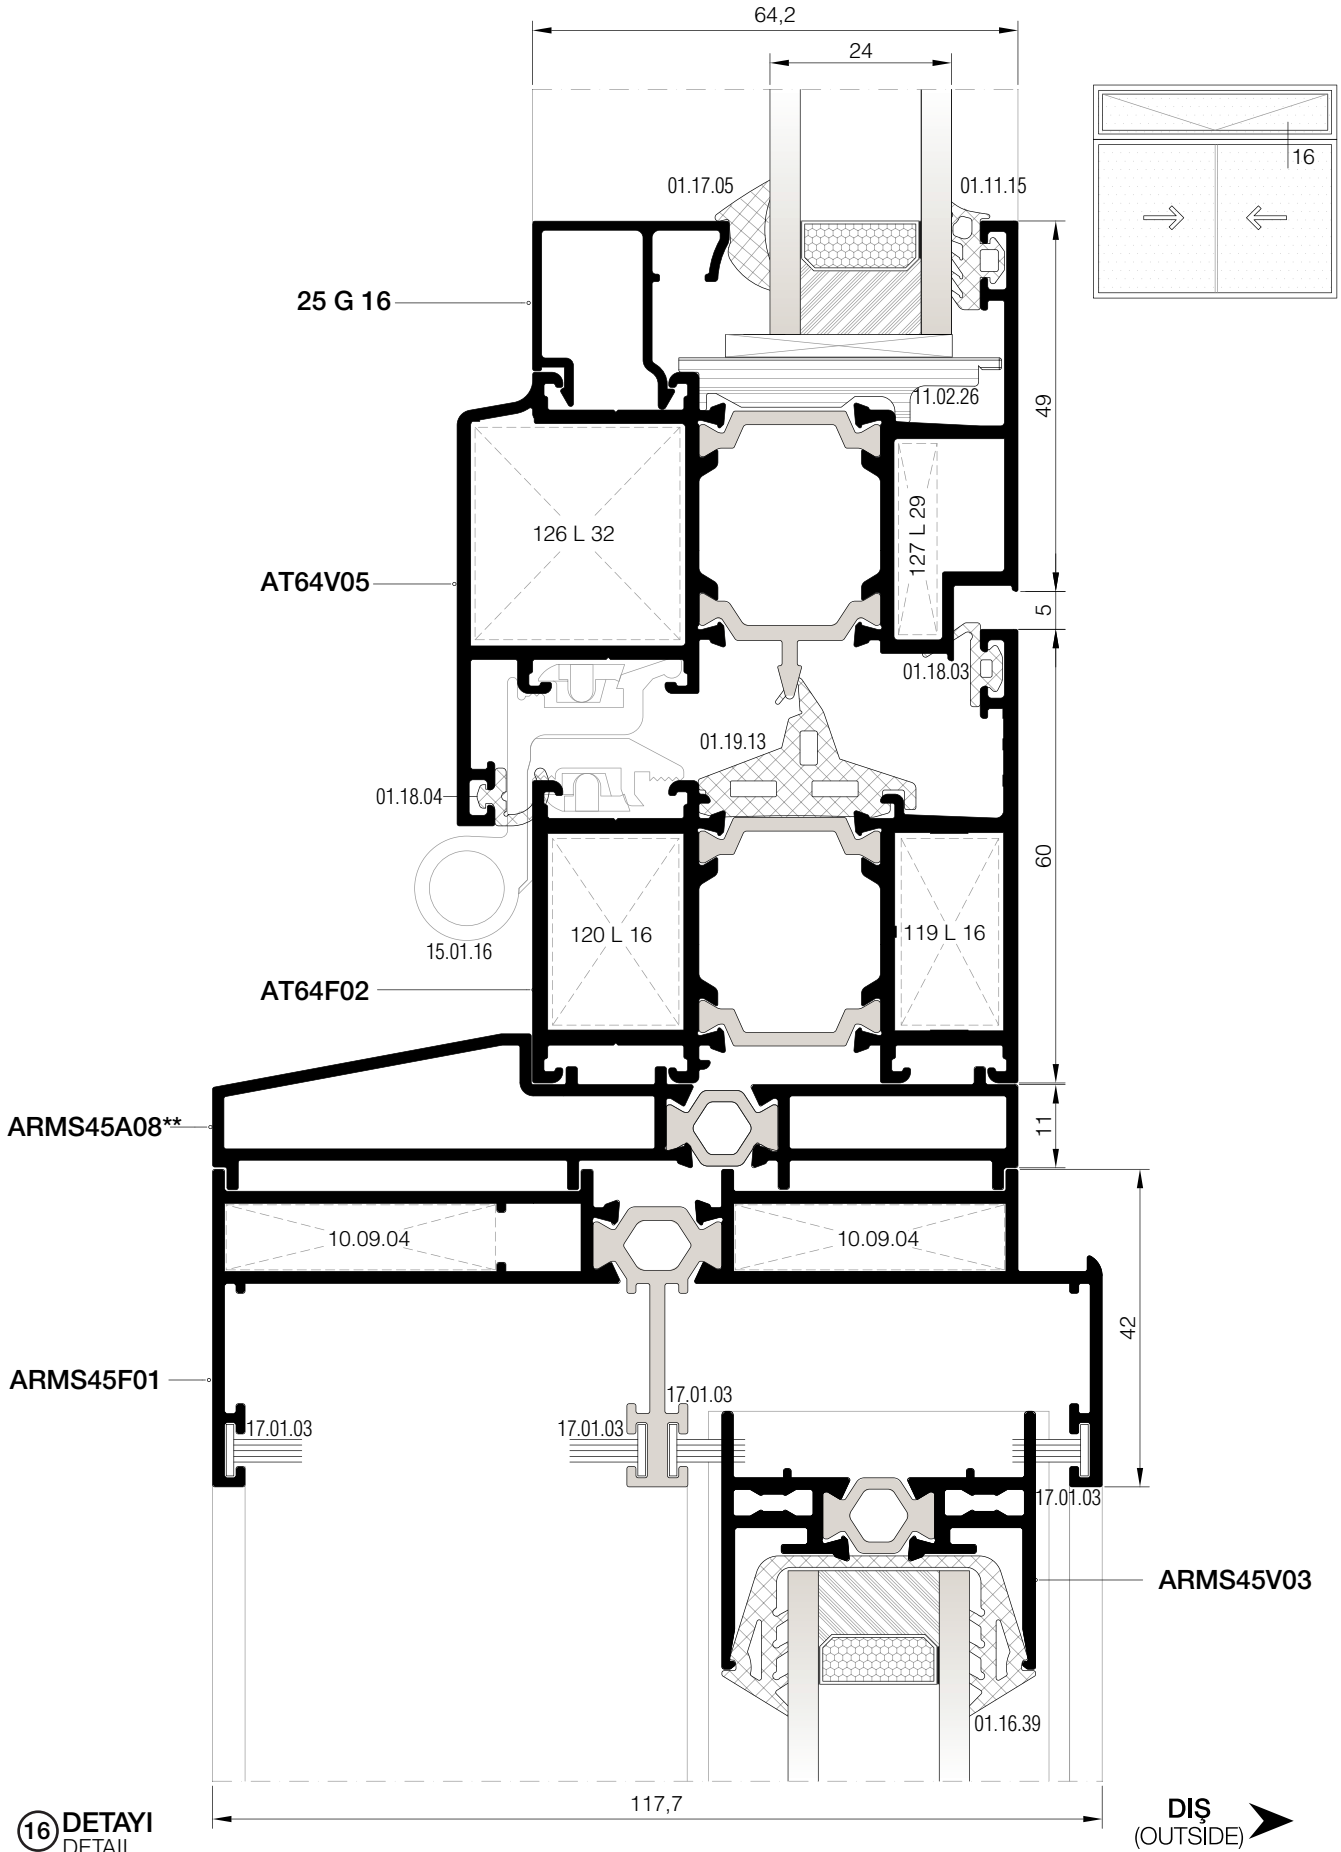 64,2
24
16
01.17.05
01.11.15
25 G 16
11.02.26
49
126 L 32
127 L 29
AT64V05
5
01.18.03
01.19.13
01.18.04
60
120 L 16
119 L 16
15.01.16
AT64F02
ARMS45A08**
11
10.09.04
10.09.04
42
ARMS45F01
17.01.03
17.01.03
17.01.03
17.01.03
ARMS45V03
01.16.39
117,7
16 DETAYI
DETAIL
DIŞ
(OUTSIDE)